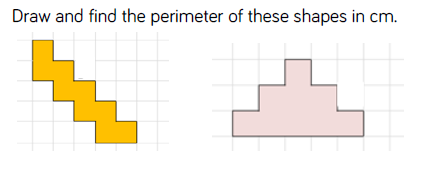 Draw and find the perimeter of these shapes in cm.